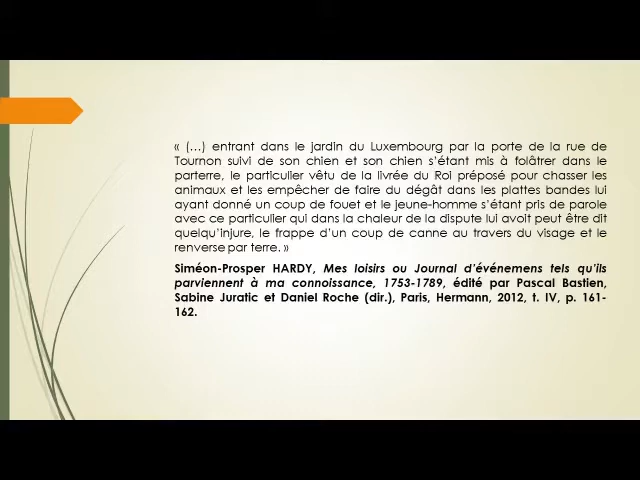 « (…) entrant dans le jardin du Luxembourg par la porte de la rue de
Tournon suivi de son chien et son chien s’étant mis à folâtrer dans le
parterre, le particulier vêtu de la livrée du Roi préposé pour chasser les
animaux et les empêcher de faire du dégât dans les plattes bandes lui
ayant donné un coup de fouet et le jeune-homme s’étant pris de parole
avec ce particulier qui dans la chaleur de la dispute lui avoit peut être dit
quelqu’injure, le frappe d’un coup de canne au travers du visage et le
renverse par terre. »
Siméon-Prosper HARDY, Mes loisirs ou Journal d’événemens tels qu’ils
parviennent à ma connoissance, 1753-1789, édité par Pascal Bastien,
Sabine Juratic et Daniel Roche (dir.), Paris, Hermann, 2012, t. IV, p. 161-
162.